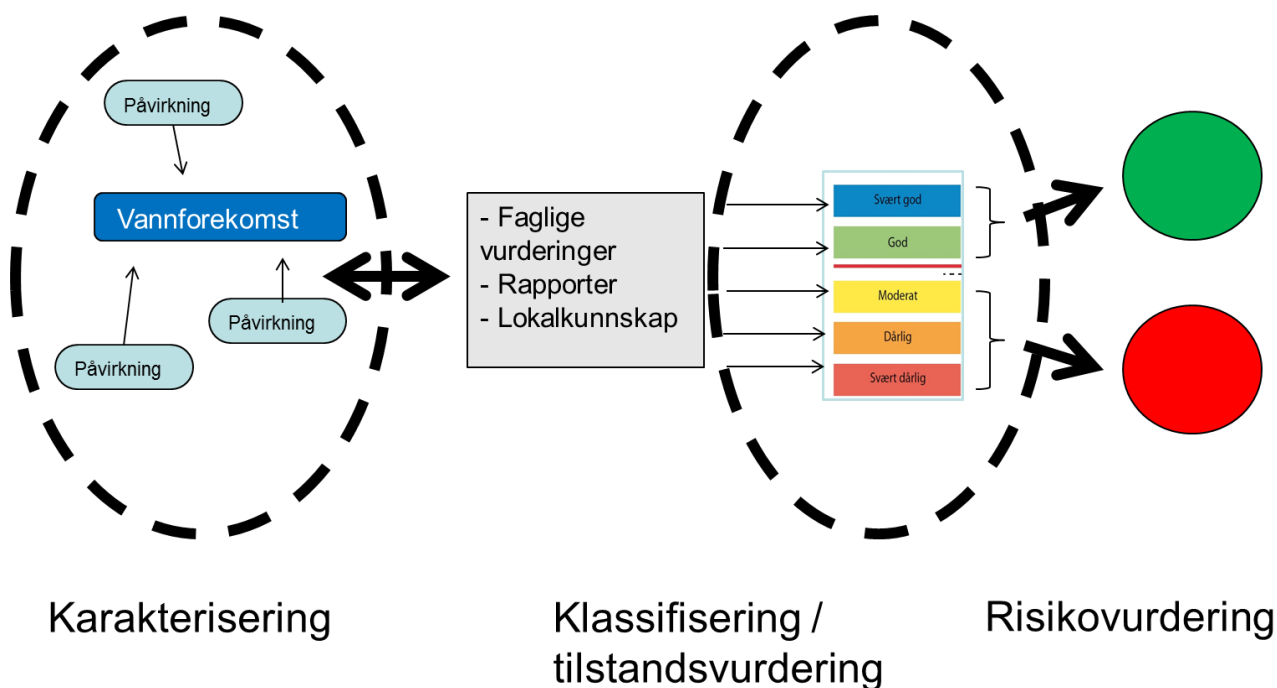 Påvirkning
Vannforekomst
Påvirkning
Påvirkning
- Faglige
vurderinger
- Rapporter
- Lokalkunnskap
Svært god
God
Moderat
Dårlig
Svært dårlig
Karakterisering
Klassifisering /
tilstandsvurdering
Risikovurdering